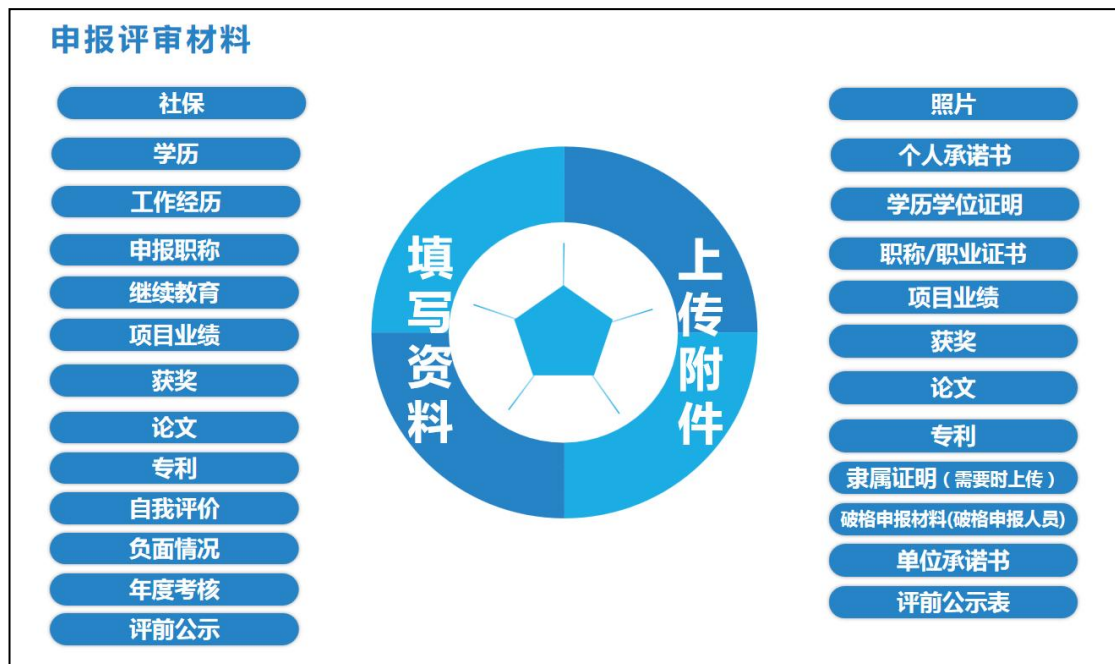 申报评审材料
社保
学历
工作经历
申报职称
继续教育
项目业绩
获奖
论文
专利
自我评价
负面情况
年度考核
评前公示
填写资料
上传附件
照片
个人承诺书
学历学位证明
职称/职业证书
项目业绩
获奖
论文
专利
隶属证明（需要时上传）
破格申报材料(破格申报人员)
单位承诺书
评前公示表